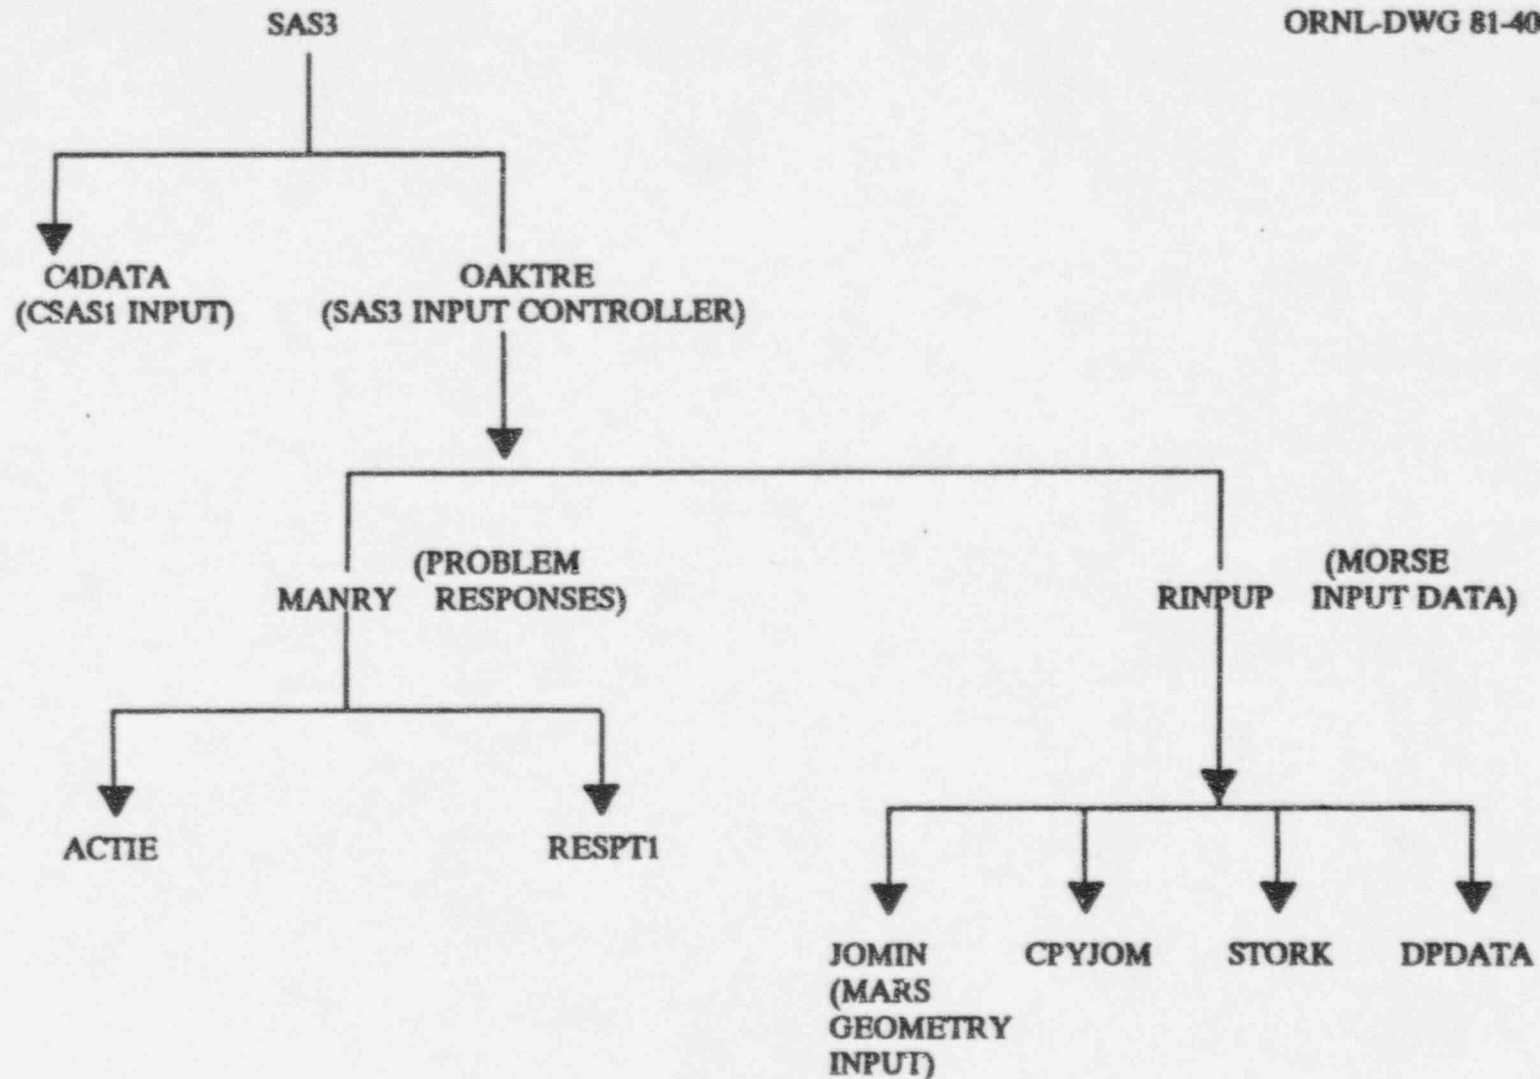 SAS3
ORNL-DWG 81-40
C4DATA
(CSAS1 INPUT)
OAKTRE
(SAS3 INPUT CONTROLLER)
(PROBLEM
MANRY RESPONSES)
(MORSE
RINPUP INPUT DATA)
ACTIE
RESPT1
JOMIN
(MARS
GEOMETRY
INPUT)
CPYJOM
STORK
DPDATA